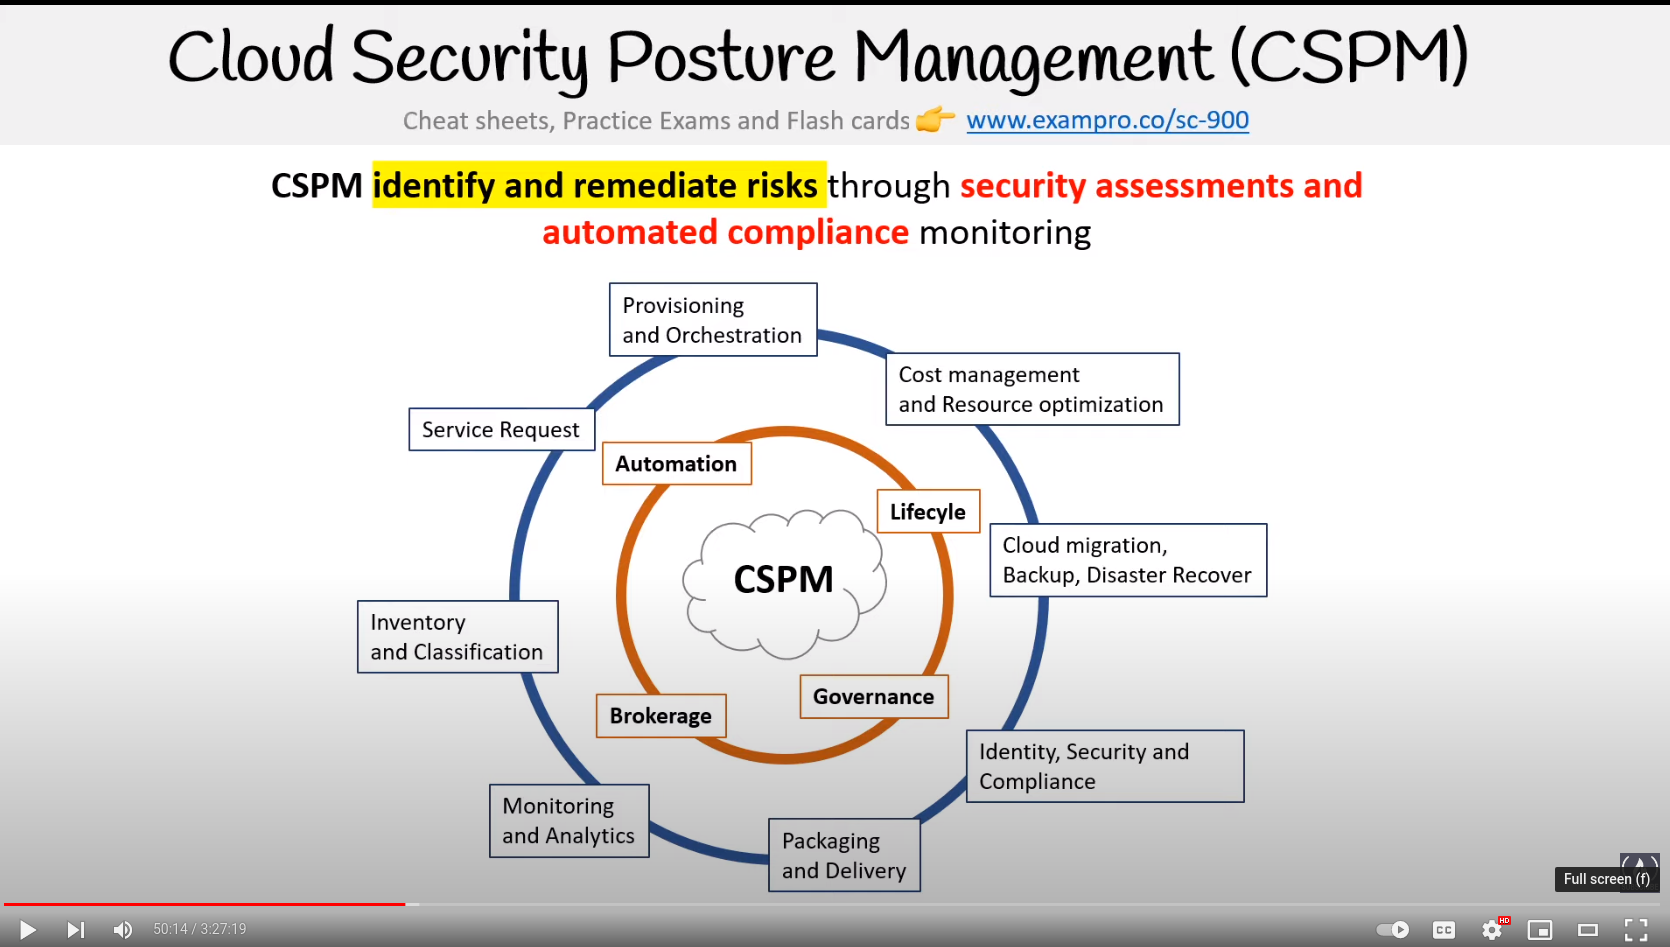 Cloud Security Posture Management (CSPM)
Cheat sheets, Practice Exams and Flash cards 👉 www.exampro.co/sc-900
CSPM identify and remediate risks through security assessments and
automated compliance monitoring
Provisioning
and Orchestration
Cost management
and Resource optimization
Service Request
Automation
Lifecyle
Cloud migration,
Backup, Disaster Recover
CSPM
Inventory
and Classification
Brokerage
Governance
Identity, Security and
Compliance
Monitoring
and Analytics
Packaging
and Delivery
Full screen (f)
50:14 / 3:27:19
CC
HD